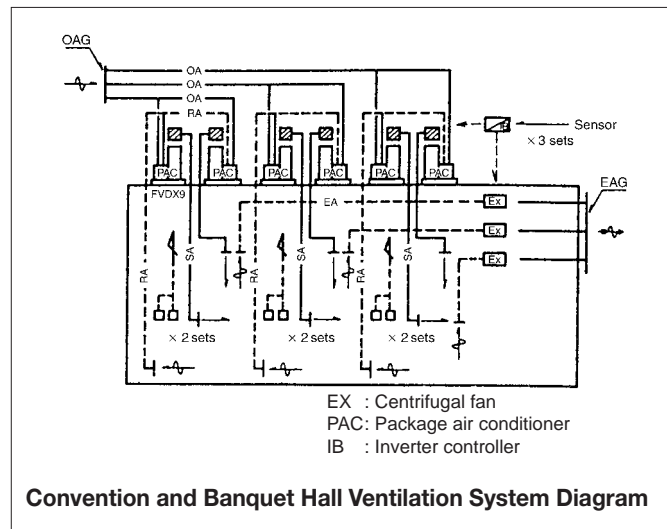 OAG
OA
OA
OA
RA
IB
Sensor
× 3 sets
PAC
PAC
PAC
PAC
PAC
PAC
FVDX9
EAG
EA
Ex
Ex
Ex
RA
SA
RA
SA
RA
SA
× 2 sets
× 2 sets
× 2 sets
EX : Centrifugal fan
PAC: Package air conditioner
IB : Inverter controller
Convention and Banquet Hall Ventilation System Diagram